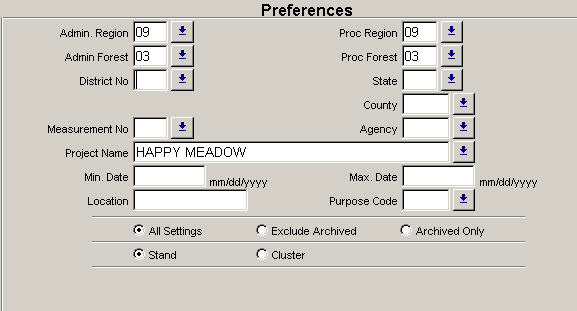 Preferences
Admin. Region 09 Proc Region 09
Admin Forest 03 Proc Forest 03
District No State
County
Measurement No Agency
Project Name HAPPY MEADOW
Min. Date mm/dd/yyyy Max. Date mm/dd/yyyy
Location Purpose Code
All Settings Exclude Archived Archived Only
Stand Cluster